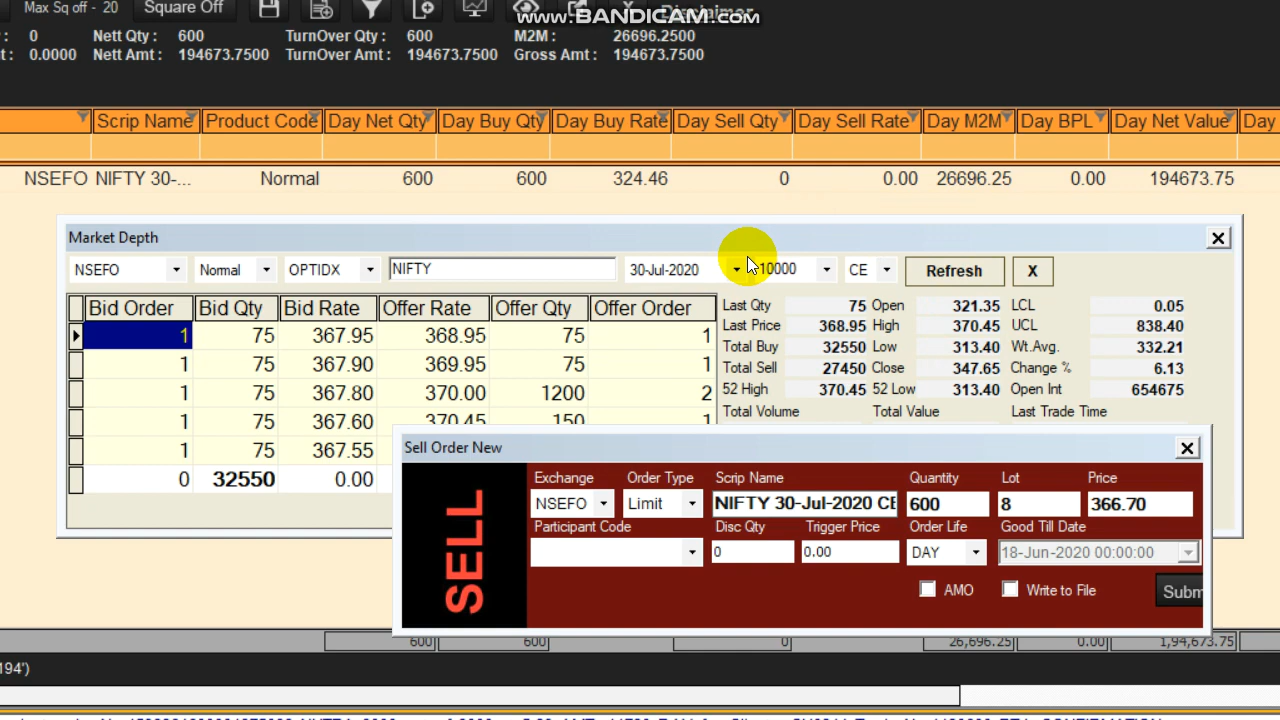 Max Sq off - 20 Square Off www.BANDICAM.com Disclaimer
: 0 Nett Qty : 600 TurnOver Qty : 600 M2M : 26696.2500
t : 0.0000 Nett Amt : 194673.7500 TurnOver Amt : 194673.7500 Gross Amt : 194673.7500
Scrip Name Product Code Day Net Qty Day Buy Qty Day Buy Rate Day Sell Qty Day Sell Rate Day M2M Day BPL Day Net Value Day
NSEFO NIFTY 30-... Normal 600 600 324.46 0 0.00 26696.25 0.00 194673.75
Market Depth
NSEFO Normal OPTIDX NIFTY 30-Jul-2020 10000 CE Refresh X
Bid Order Bid Qty Bid Rate Offer Rate Offer Qty Offer Order
1 75 367.95 368.95 75 1
1 75 367.90 369.95 75 1
1 75 367.80 370.00 1200 2
1 75 367.60 370.45 150 1
1 75 367.55
0 32550 0.00
Last Qty 75 Open 321.35 LCL 0.05
Last Price 368.95 High 370.45 UCL 838.40
Total Buy 32550 Low 313.40 Wt.Avg. 332.21
Total Sell 27450 Close 347.65 Change % 6.13
52 High 370.45 52 Low 313.40 Open Int 654675
Total Volume Total Value Last Trade Time
Sell Order New
SELL
Exchange Order Type Scrip Name Quantity Lot Price
NSEFO Limit NIFTY 30-Jul-2020 CE 600 8 366.70
Participant Code Disc Qty Trigger Price Order Life Good Till Date
0 0.00 DAY 18-Jun-2020 00:00:00
AMO Write to File Subm
600 600 0 26,696.25 0.00 1,94,673.75
194')